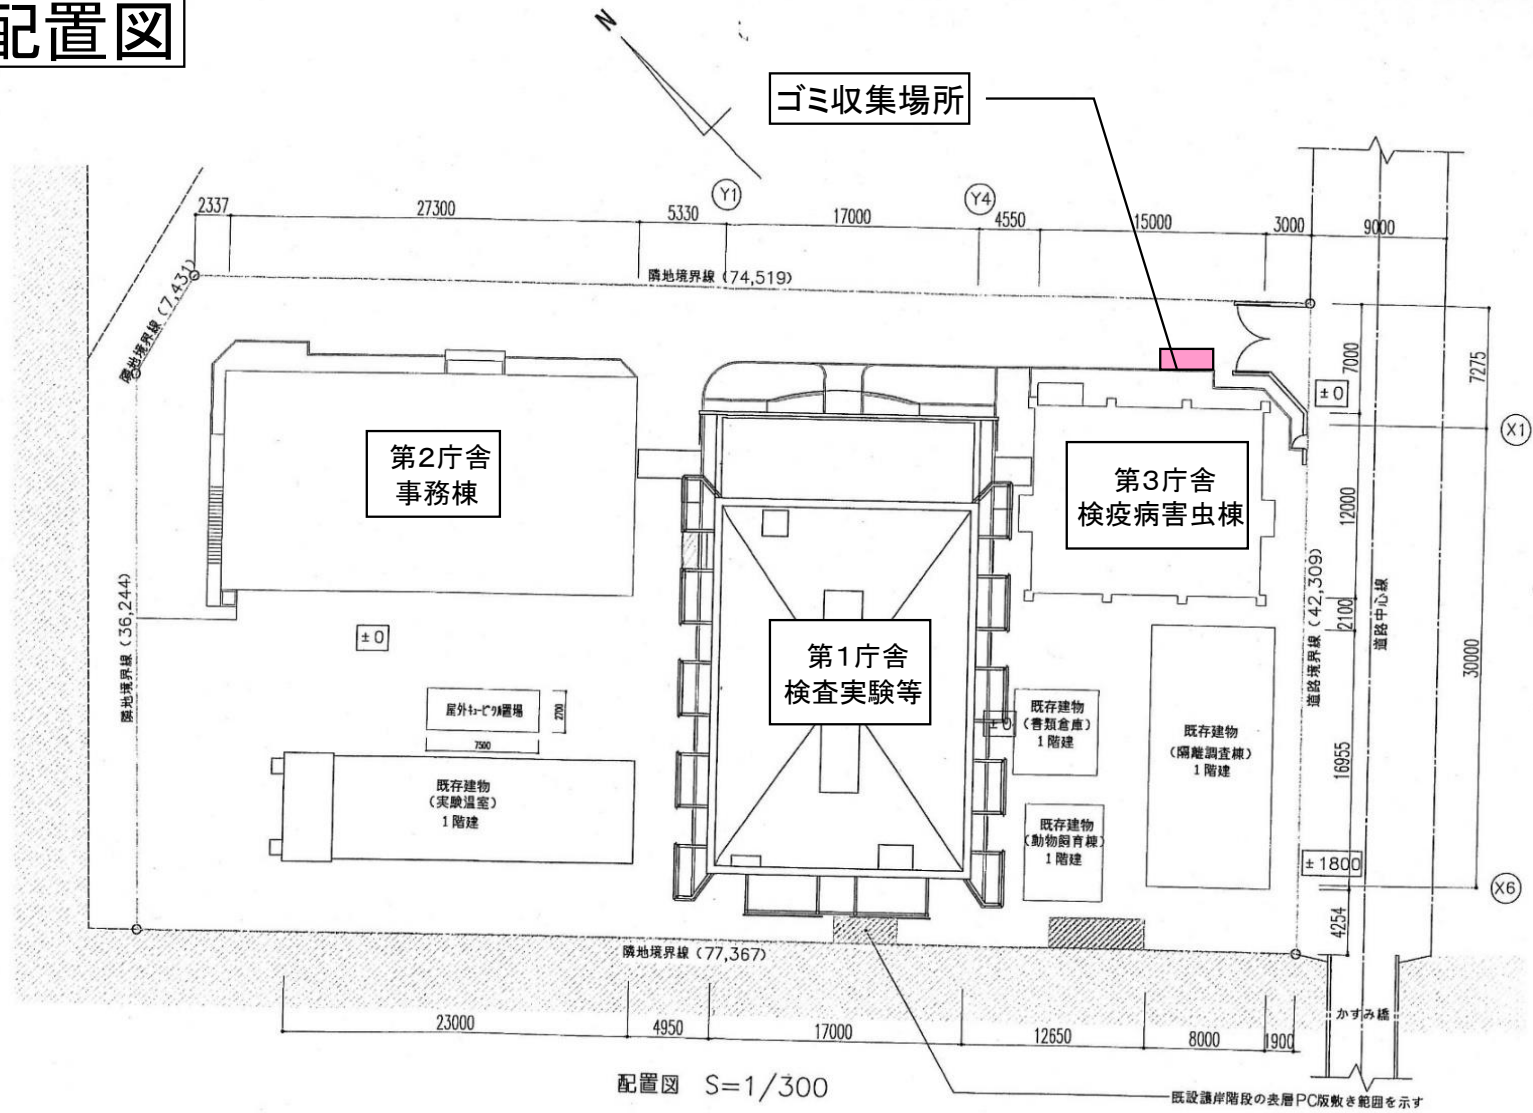 配置図
N
ゴミ収集場所
Y1
Y4
2337
27300
5330
17000
4550
15000
3000
9000
隣地境界線（7,431）
隣地境界線（74,519）
7000
7275
±0
X1
第2庁舎
事務棟
第3庁舎
検疫病害虫棟
12000
隣地境界線（36,244）
道路境界線（42,309）
道路中心線
2100
±0
第1庁舎
検査実験等
30000
屋外キュービクル置場
2700
7500
±0
既存建物
（書類倉庫）
1階建
既存建物
（隔離調査棟）
1階建
16955
既存建物
（実験温室）
1階建
既存建物
（動物飼育棟）
1階建
±1800
X6
4254
隣地境界線（77,367）
23000
4950
17000
12650
8000
1900
かすみ橋
配置図 S=1/300
既設護岸階段の表層PC版敷き範囲を示す